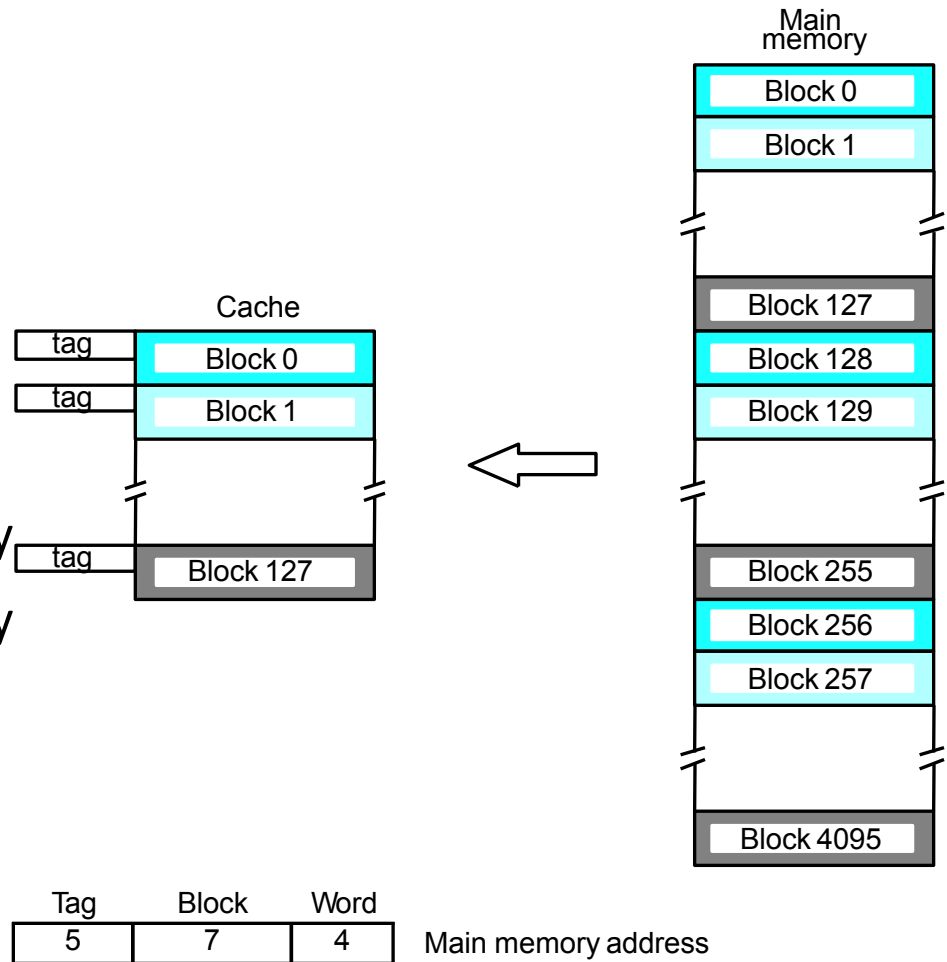 Main
memory
Block 0
Block 1
Block 127
Block 128
Block 129
Block 255
Block 256
Block 257
Block 4095
Cache
tag
Block 0
tag
Block 1
tag
Block 127
Tag Block Word
5 7 4 Main memory address